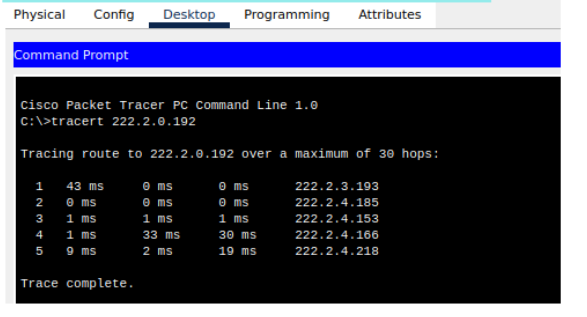 Physical Config Desktop Programming Attributes
Command Prompt
Cisco Packet Tracer PC Command Line 1.0
C:\>tracert 222.2.0.192
Tracing route to 222.2.0.192 over a maximum of 30 hops:
1 43 ms 0 ms 0 ms 222.2.3.193
2 0 ms 0 ms 0 ms 222.2.4.185
3 1 ms 1 ms 1 ms 222.2.4.153
4 1 ms 33 ms 30 ms 222.2.4.166
5 9 ms 2 ms 19 ms 222.2.4.218
Trace complete.